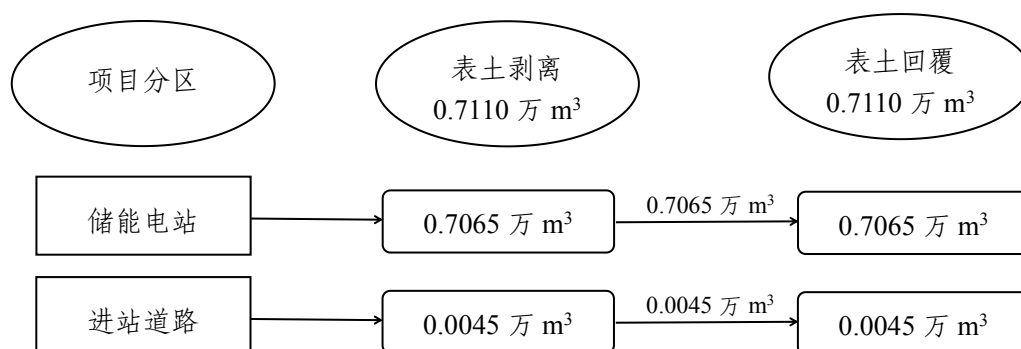 项目分区
表土剥离
0.7110 万 m³
表土回覆
0.7110 万 m³
储能电站
0.7065 万 m³
0.7065 万 m³
0.7065 万 m³
进站道路
0.0045 万 m³
0.0045 万 m³
0.0045 万 m³